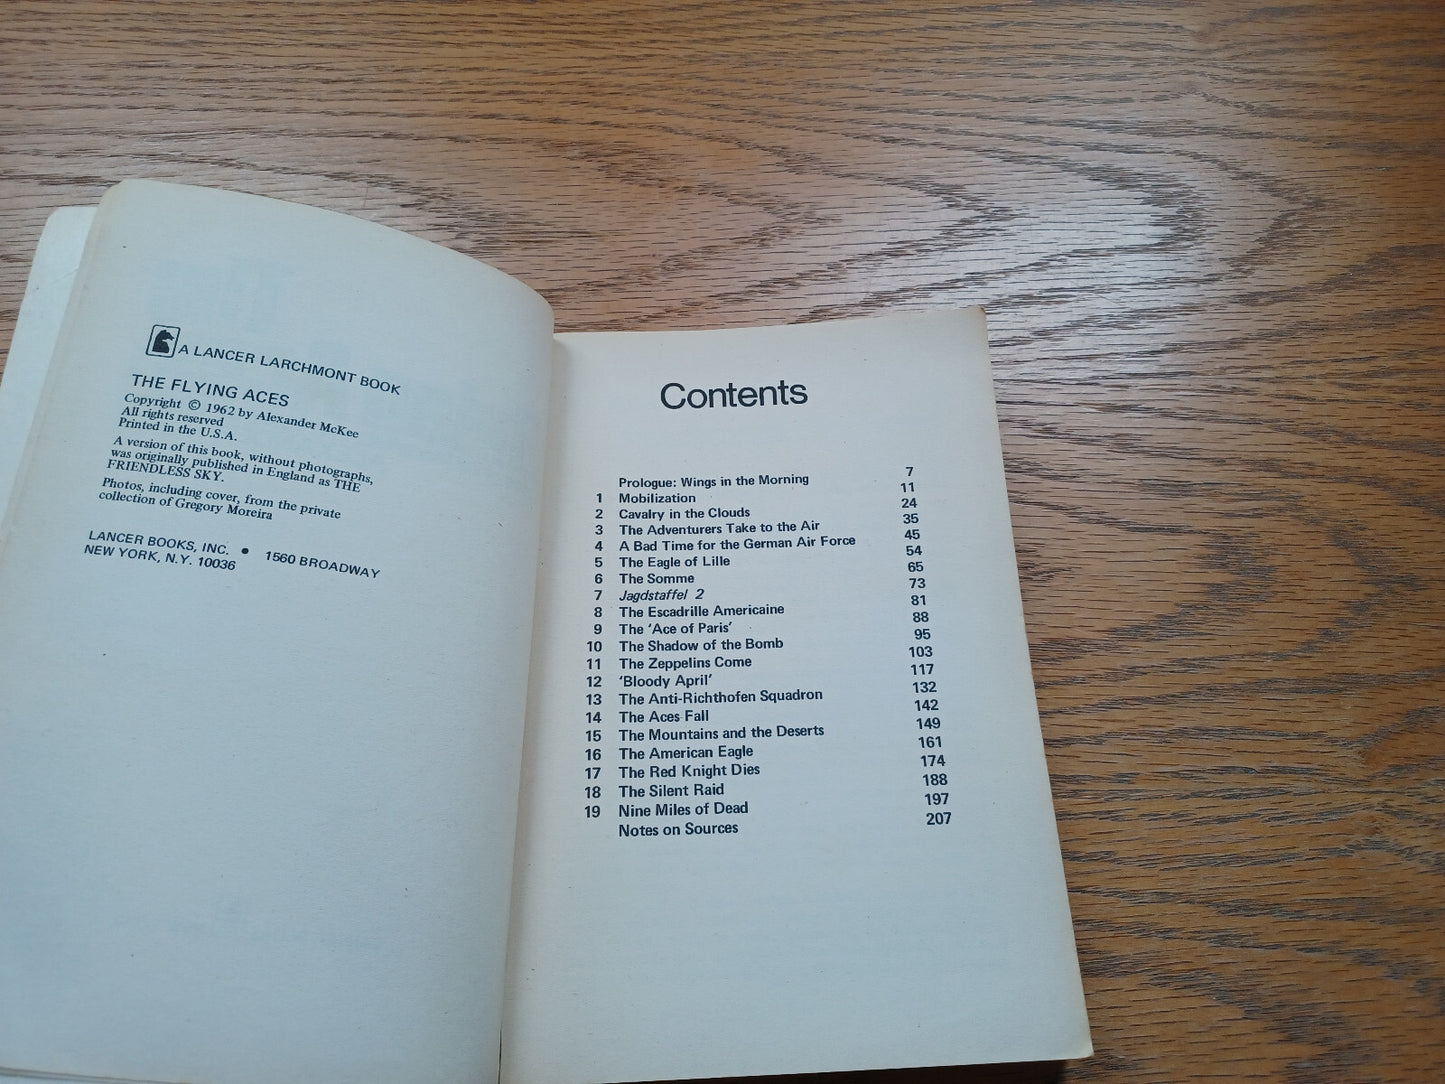 A LANCER LARCHMONT BOOK
THE FLYING ACES
Copyright © 1962 by Alexander McKee
All rights reserved
Printed in the U.S.A.
A version of this book, without photographs,
was originally published in England as THE
FRIENDLESS SKY.
Photos, including cover, from the private
collection of Gregory Moreira
LANCER BOOKS, INC. • 1560 BROADWAY
NEW YORK, N.Y. 10036
Contents
Prologue: Wings in the Morning 7
1 Mobilization 11
2 Cavalry in the Clouds 24
3 The Adventurers Take to the Air 35
4 A Bad Time for the German Air Force 45
5 The Eagle of Lille 54
6 The Somme 65
7 Jagdstaffel 2 73
8 The Escadrille Americaine 81
9 The ‘Ace of Paris’ 88
10 The Shadow of the Bomb 95
11 The Zeppelins Come 103
12 ‘Bloody April’ 117
13 The Anti-Richthofen Squadron 132
14 The Aces Fall 142
15 The Mountains and the Deserts 149
16 The American Eagle 161
17 The Red Knight Dies 174
18 The Silent Raid 188
19 Nine Miles of Dead 197
Notes on Sources 207